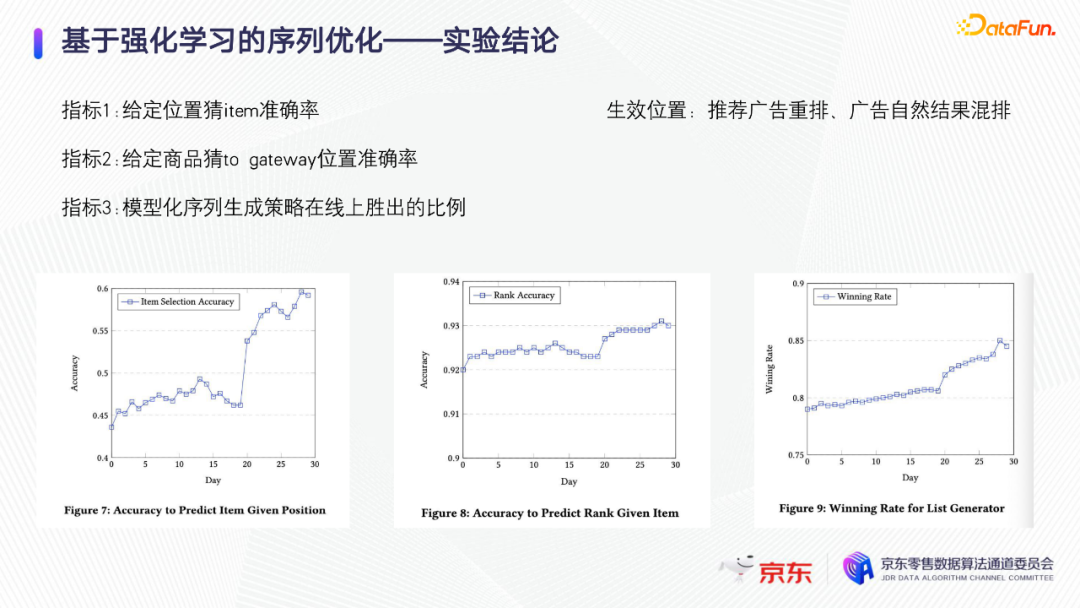 基于强化学习的序列优化——实验结论
DataFun.
指标1:给定位置猜item准确率
生效位置：推荐广告重排、广告自然结果混排
指标2:给定商品猜to gateway位置准确率
指标3:模型化序列生成策略在线上胜出的比例
Item Selection Accuracy
Accuracy
0.6
0.55
0.5
0.45
0.4
0 5 10 15 20 25 30
Day
Figure 7: Accuracy to Predict Item Given Position
Rank Accuracy
Accuracy
0.94
0.93
0.92
0.91
0.9
0 5 10 15 20 25 30
Day
Figure 8: Accuracy to Predict Rank Given Item
Winning Rate
Wining Rate
0.9
0.85
0.8
0.75
0 5 10 15 20 25 30
Day
Figure 9: Winning Rate for List Generator
京东
京东零售数据算法通道委员会
JDR DATA ALGORITHM CHANNEL COMMITTEE